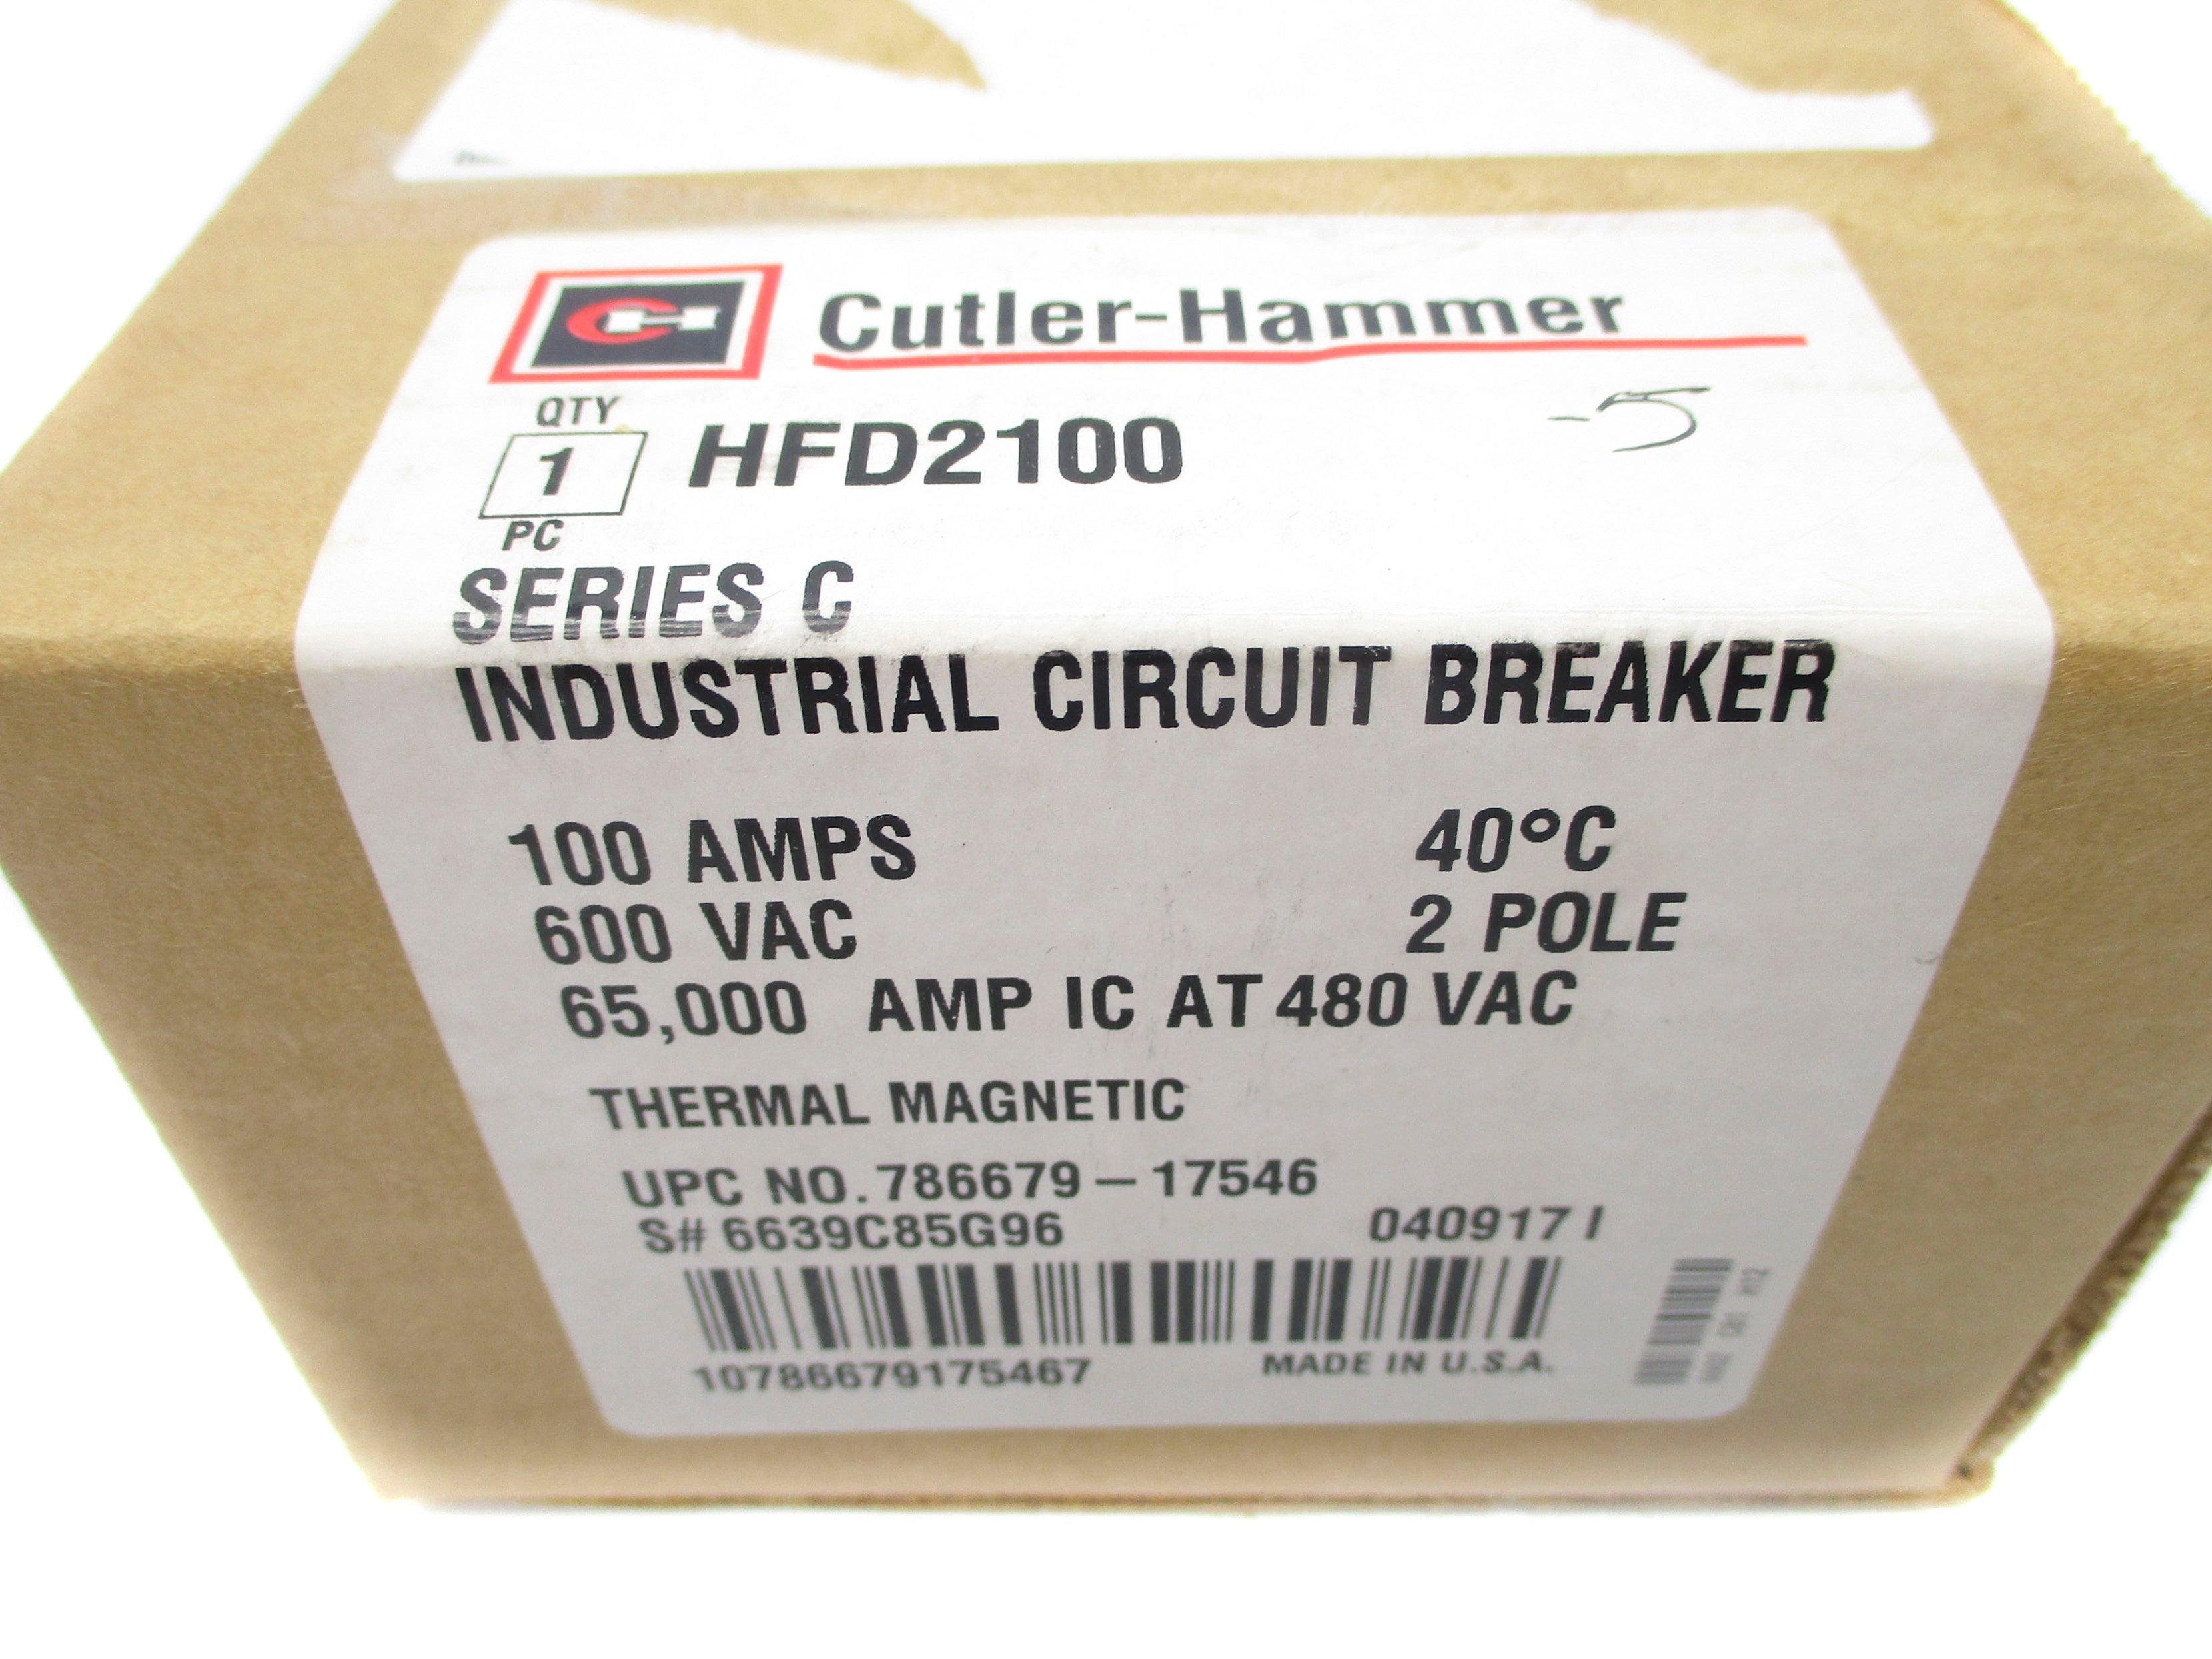 CH Cutler-Hammer
QTY
1 HFD2100 -5
PC
SERIES C
INDUSTRIAL CIRCUIT BREAKER
100 AMPS 40°C
600 VAC 2 POLE
65,000 AMP IC AT 480 VAC
THERMAL MAGNETIC
UPC NO. 786679-17546
S# 6639C85G96 040917 I
10786679175467 MADE IN U.S.A.